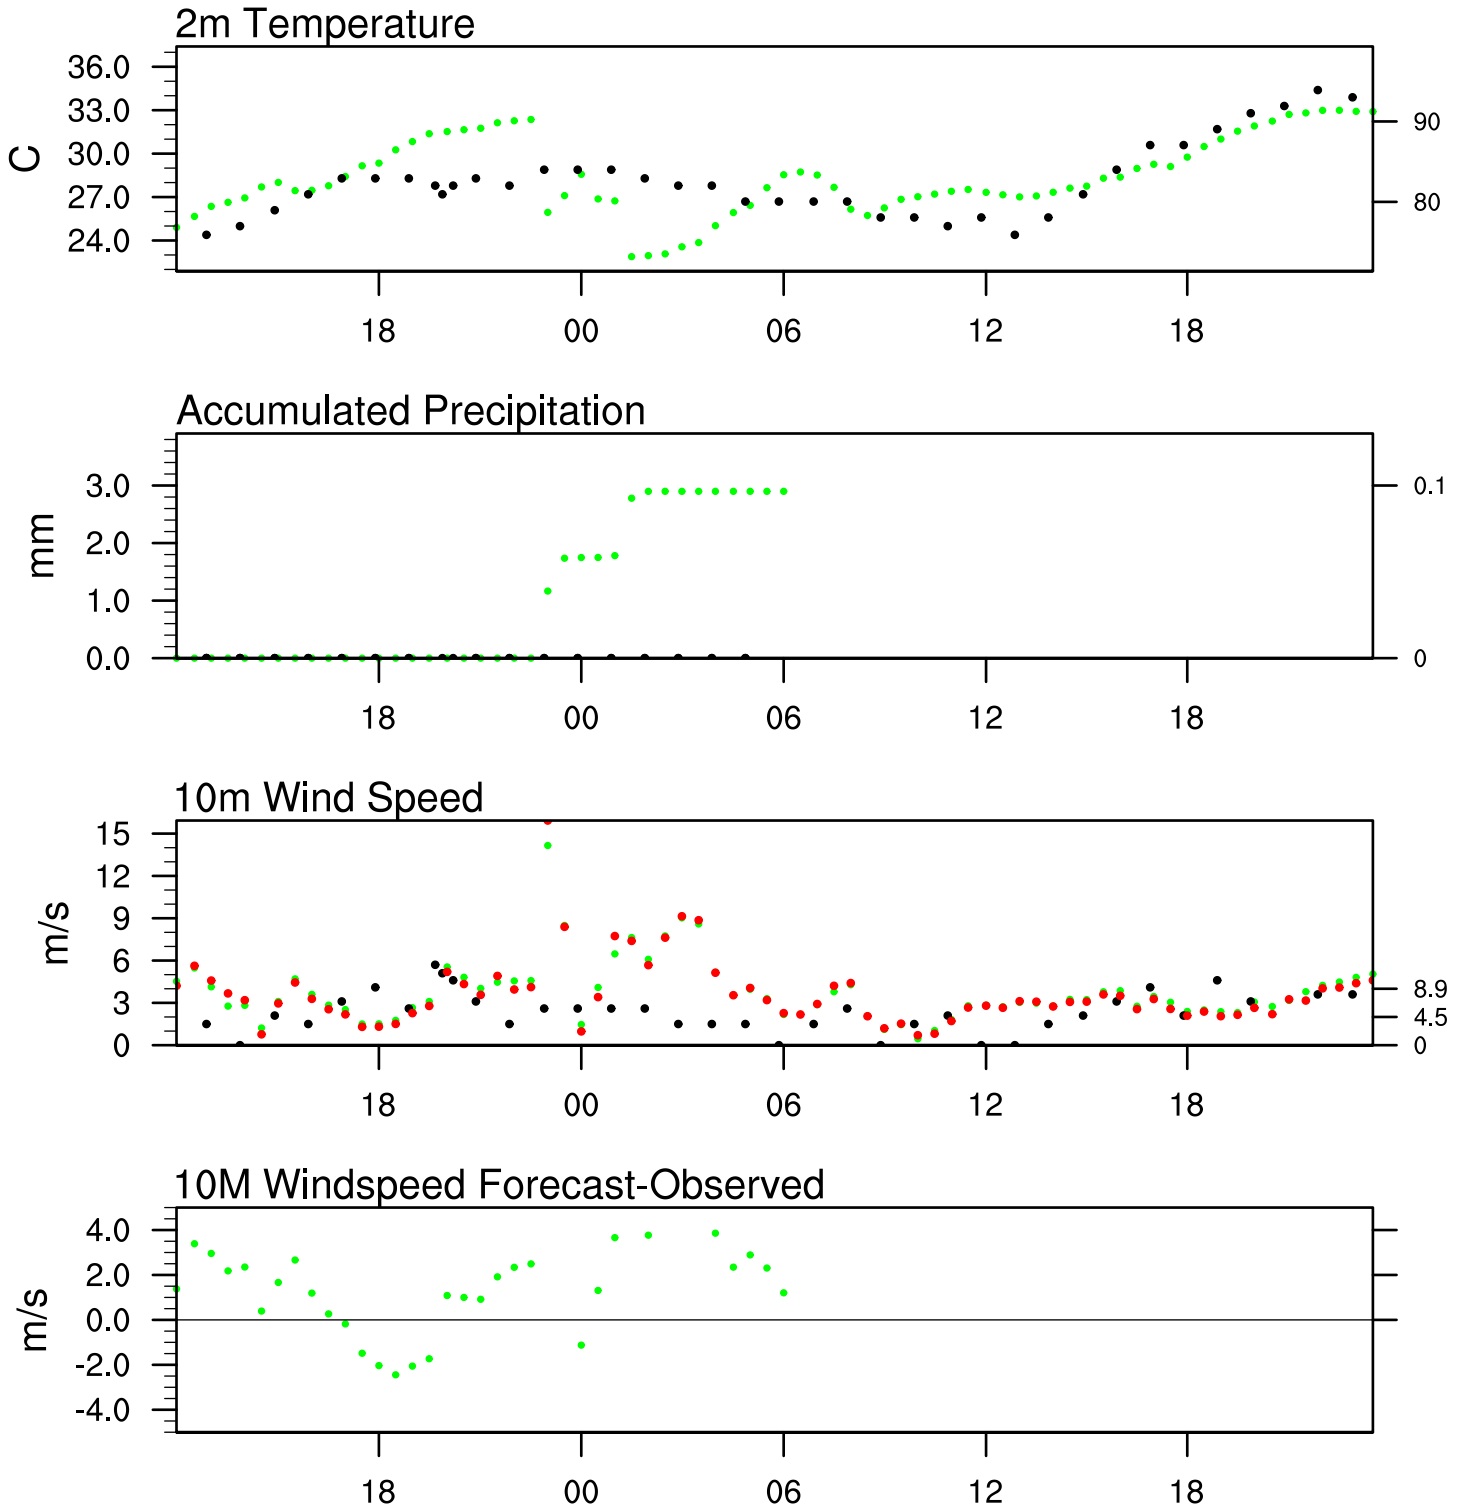 2m Temperature
36.0
33.0
30.0
27.0
24.0
C
90
80
18 00 06 12 18
Accumulated Precipitation
3.0
2.0
1.0
0.0
mm
0.1
0
18 00 06 12 18
10m Wind Speed
15
12
9
6
3
0
m/s
8.9
4.5
0
18 00 06 12 18
10M Windspeed Forecast-Observed
4.0
2.0
0.0
-2.0
-4.0
m/s
18 00 06 12 18